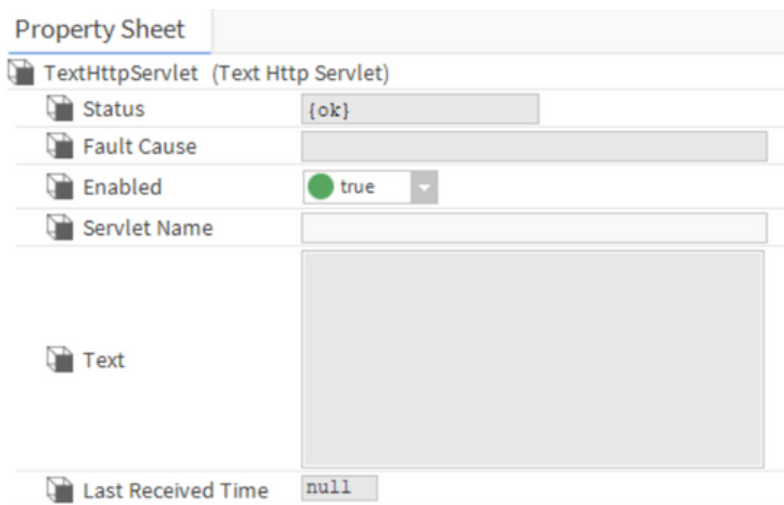 Property Sheet
TextHttpServlet (Text Http Servlet)
Status {ok}
Fault Cause
Enabled true
Servlet Name
Text
Last Received Time null